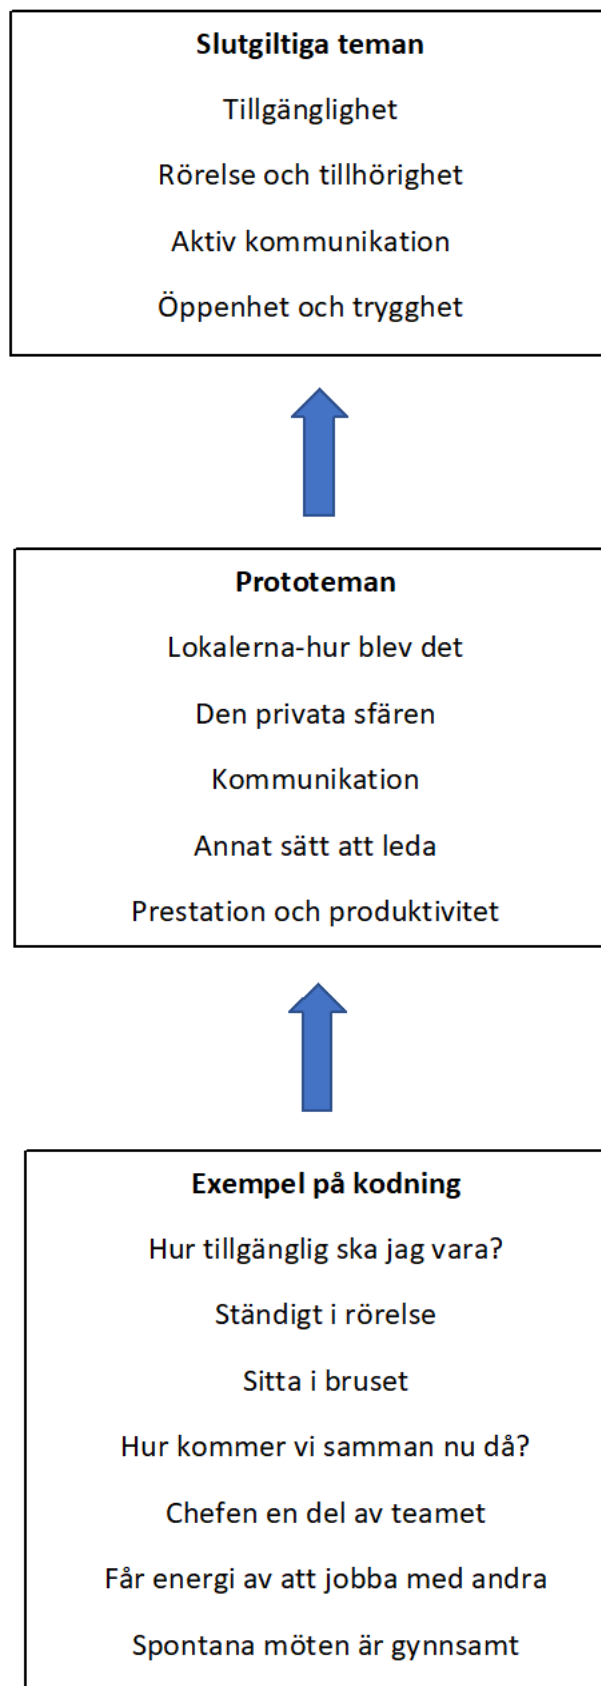 Slutgiltiga teman
Tillgänglighet
Rörelse och tillhörighet
Aktiv kommunikation
Öppenhet och trygghet
Prototeman
Lokalerna-hur blev det
Den privata sfären
Kommunikation
Annat sätt att leda
Prestation och produktivitet
Exempel på kodning
Hur tillgänglig ska jag vara?
Ständigt i rörelse
Sitta i bruset
Hur kommer vi samman nu då?
Chefen en del av teamet
Får energi av att jobba med andra
Spontana möten är gynnsamt